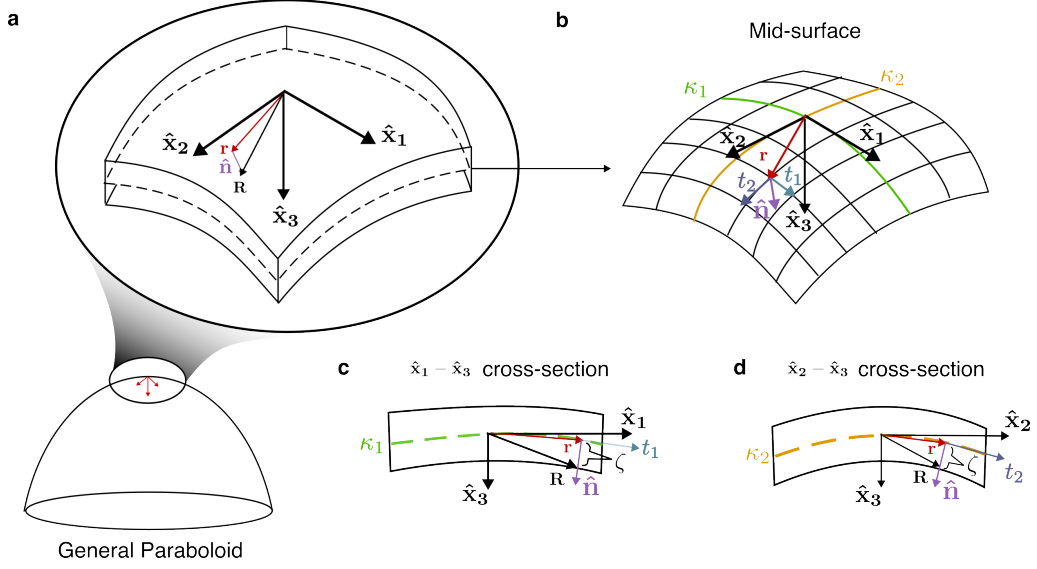 a
x̂₂
r
n̂
R
x̂₁
x̂₃
General Paraboloid
b
Mid-surface
κ₁
κ₂
x̂₂
x̂₁
r
t₂
t₁
n̂
x̂₃
c
x̂₁ − x̂₃ cross-section
x̂₁
κ₁
r
t₁
ζ
x̂₃
R
n̂
d
x̂₂ − x̂₃ cross-section
x̂₂
κ₂
r
ζ
t₂
x̂₃
R
n̂